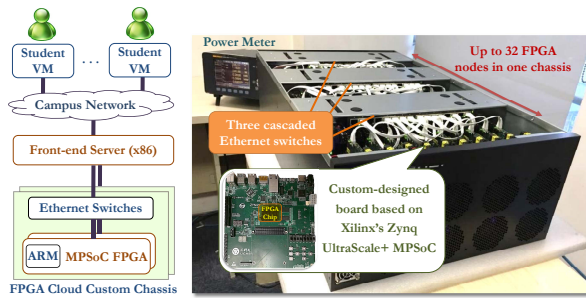 Student
VM
. . .
Student
VM
Campus Network
Front-end Server (x86)
Ethernet Switches
ARM
MPSoC FPGA
FPGA Cloud Custom Chassis
Power Meter
Up to 32 FPGA
nodes in one chassis
Three cascaded
Ethernet switches
FPGA
Chip
Custom-designed
board based on
Xilinx's Zynq
UltraScale+ MPSoC